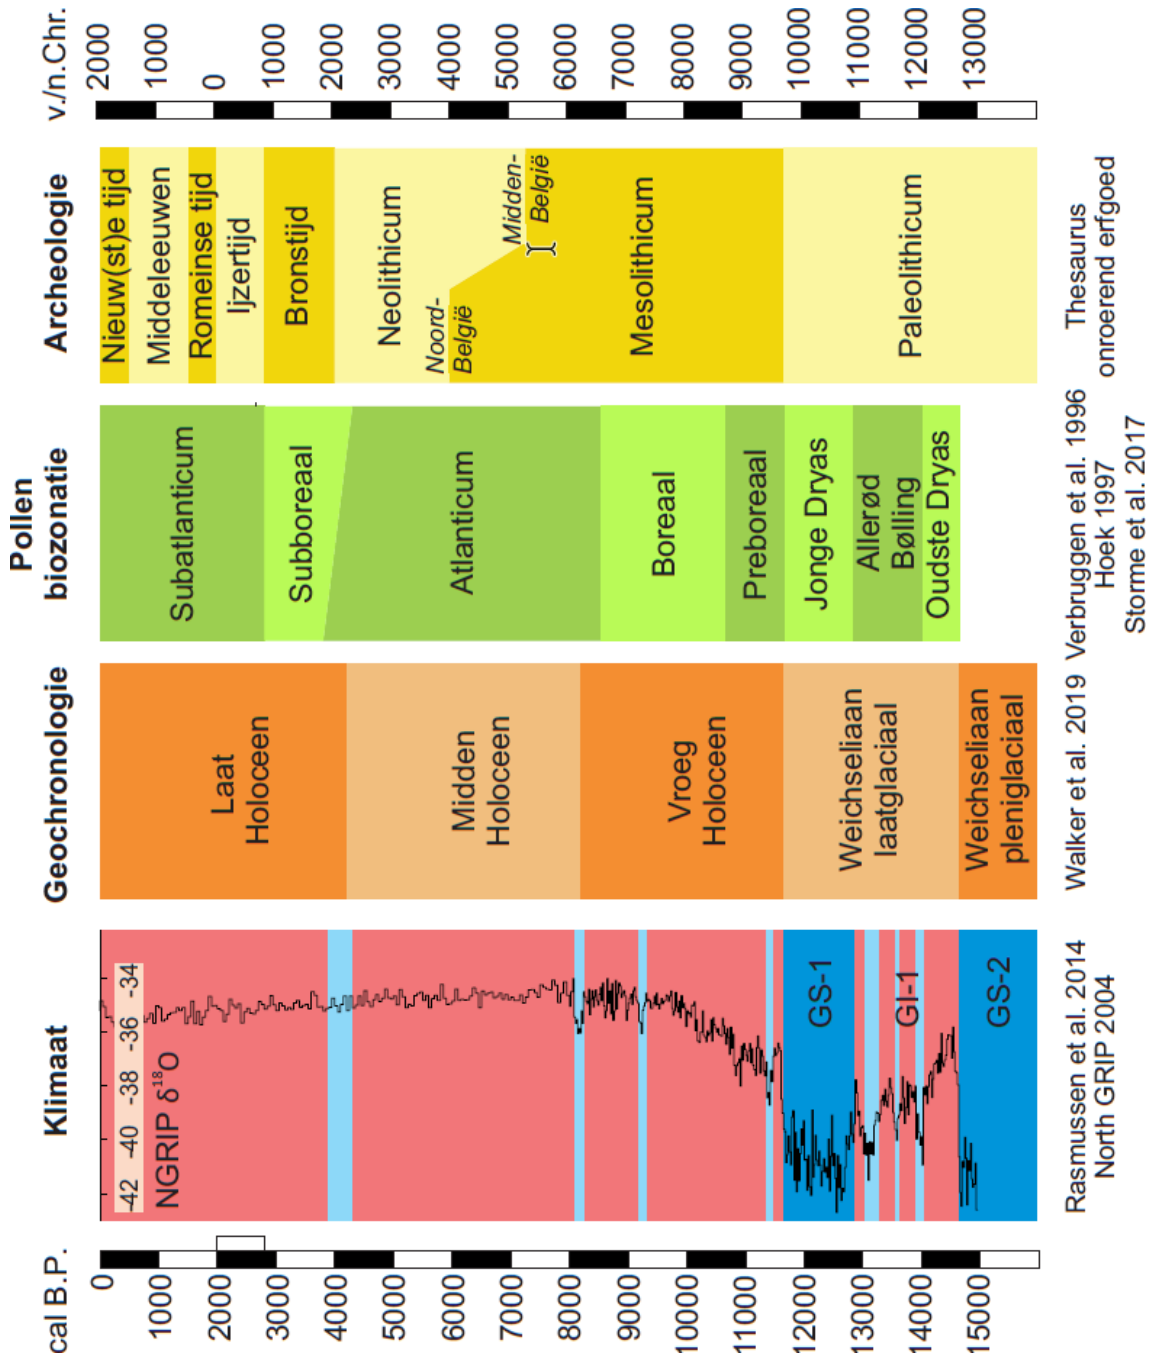 cal B.P.
0
1000
2000
3000
4000
5000
6000
7000
8000
9000
10000
11000
12000
13000
14000
15000
Klimaat
-42 -40 -38 -36 -34
NGRIP δ¹⁸O
GS-1
GI-1
GS-2
Rasmussen et al. 2014
North GRIP 2004
Geochronologie
Laat
Holoceen
Midden
Holoceen
Vroeg
Holoceen
Weichseliaan
laatglaciaal
Weichseliaan
pleniglaciaal
Walker et al. 2019
Pollen
biozonatie
Subatlanticum
Subboreaal
Atlanticum
Boreaal
Preboreaal
Jonge Dryas
Allerød
Bølling
Oudste Dryas
Verbruggen et al. 1996
Hoek 1997
Storme et al. 2017
Archeologie
Nieuw(st)e tijd
Middeleeuwen
Romeinse tijd
Ijzertijd
Bronstijd
Neolithicum
Noord-
België
Midden-
België
Mesolithicum
Paleolithicum
Thesaurus
onroerend erfgoed
v./n.Chr.
2000
1000
0
1000
2000
3000
4000
5000
6000
7000
8000
9000
10000
11000
12000
13000